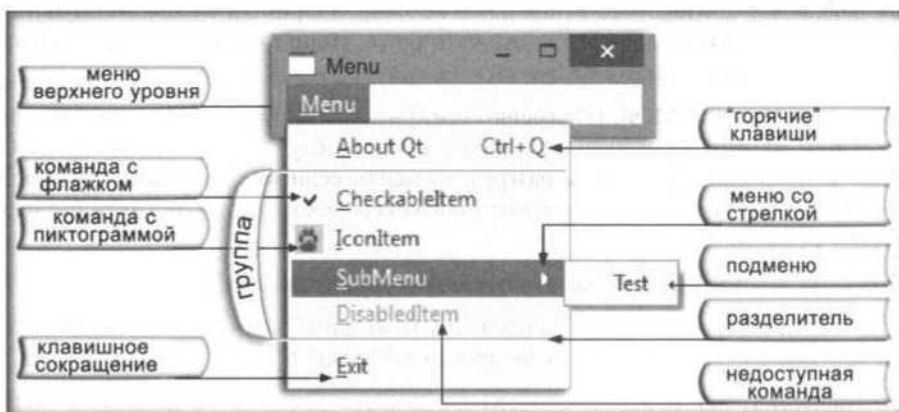 меню
верхнего уровня
команда с
флажком
команда с
пиктограммой
группа
клавишное
сокращение
Menu
Menu
About Qt Ctrl+Q
CheckableItem
IconItem
SubMenu
Test
DisabledItem
Exit
"горячие"
клавиши
меню со
стрелкой
подменю
разделитель
недоступная
команда